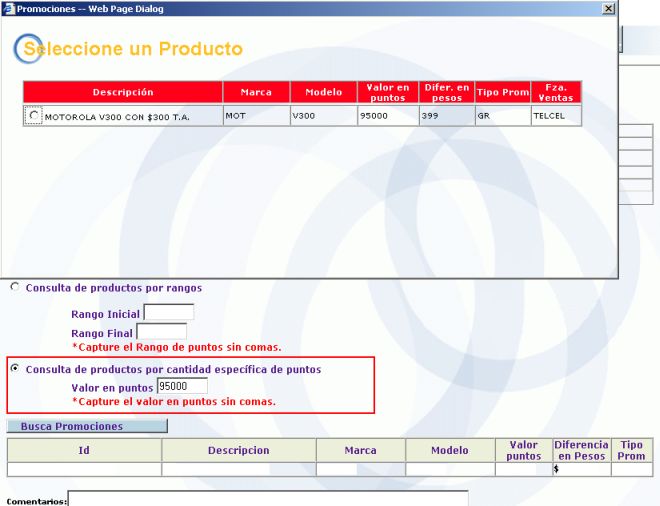 Promociones -- Web Page Dialog
Seleccione un Producto
Descripción Marca Modelo Valor en puntos Difer. en pesos Tipo Prom Fza. Ventas
MOTOROLA V300 CON $300 T.A. MOT V300 95000 399 GR TELCEL
Consulta de productos por rangos
Rango Inicial
Rango Final
*Capture el Rango de puntos sin comas.
Consulta de productos por cantidad específica de puntos
Valor en puntos 95000
*Capture el valor en puntos sin comas.
Busca Promociones
Id Descripcion Marca Modelo Valor puntos Diferencia en Pesos Tipo Prom
$
Comentarios: